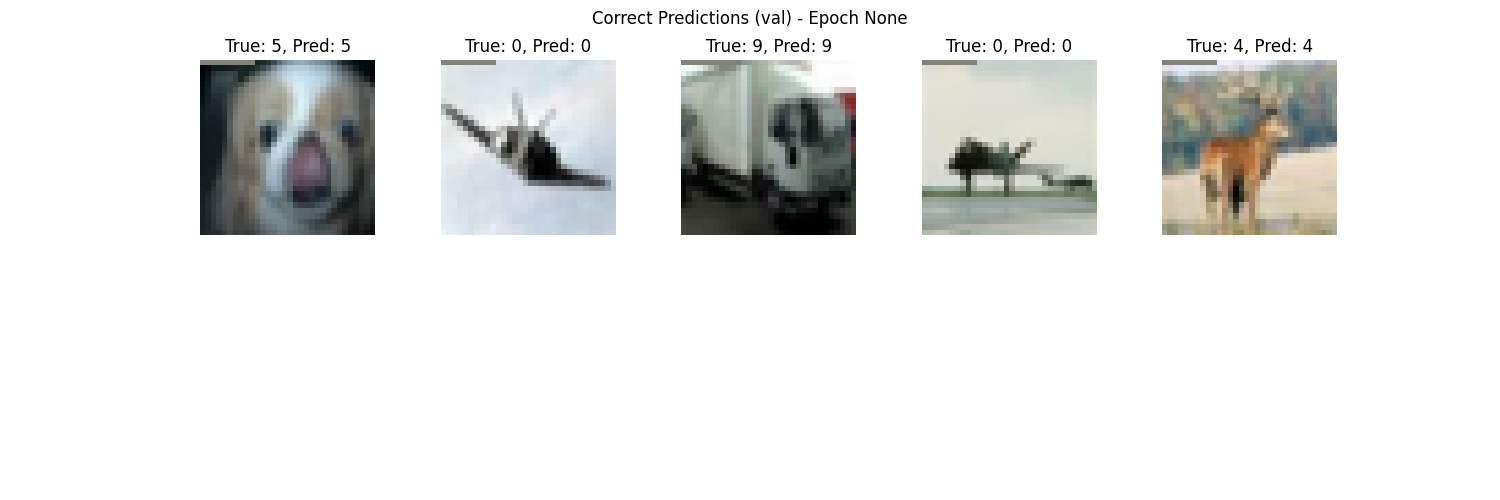 Correct Predictions (val) - Epoch None
True: 5, Pred: 5
True: 0, Pred: 0
True: 9, Pred: 9
True: 0, Pred: 0
True: 4, Pred: 4